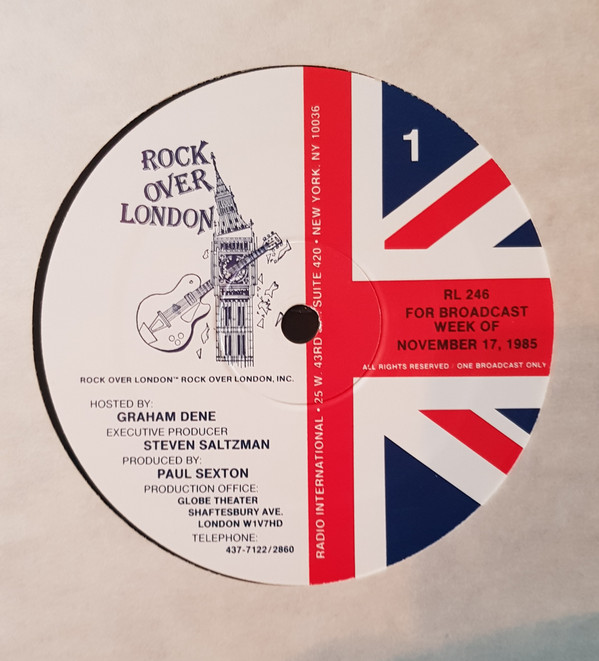 ROCK
OVER
LONDON
ROCK OVER LONDON™ ROCK OVER LONDON, INC.
HOSTED BY:
GRAHAM DENE
EXECUTIVE PRODUCER
STEVEN SALTZMAN
PRODUCED BY:
PAUL SEXTON
PRODUCTION OFFICE:
GLOBE THEATER
SHAFTESBURY AVE.
LONDON W1V7HD
TELEPHONE:
437-7122/2860
RADIO INTERNATIONAL • 25 W. 43RD SUITE 420 • NEW YORK, NY 10036
1
RL 246
FOR BROADCAST
WEEK OF
NOVEMBER 17, 1985
ALL RIGHTS RESERVED : ONE BROADCAST ONLY